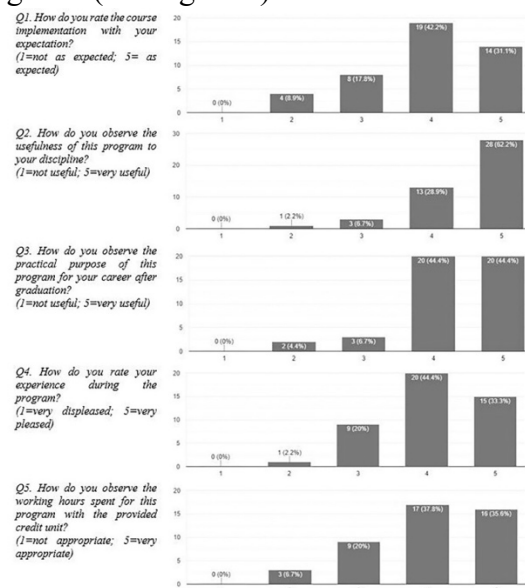 Q1. How do you rate the course
implementation with your
expectation?
(1=not as expected; 5= as
expected)
20
15
10
5
0
0 (0%)
4 (8.9%)
8 (17.8%)
19 (42.2%)
14 (31.1%)
1 2 3 4 5
Q2. How do you observe the
usefulness of this program to
your discipline?
(1=not useful; 5=very useful)
30
20
10
0
0 (0%)
1 (2.2%)
3 (6.7%)
13 (28.9%)
28 (62.2%)
1 2 3 4 5
Q3. How do you observe the
practical purpose of this
program for your career after
graduation?
(1=not useful; 5=very useful)
20
15
10
5
0
0 (0%)
2 (4.4%)
3 (6.7%)
20 (44.4%)
20 (44.4%)
1 2 3 4 5
Q4. How do you rate your
experience during the
program?
(1=very displeased; 5=very
pleased)
20
15
10
5
0
0 (0%)
1 (2.2%)
9 (20%)
20 (44.4%)
15 (33.3%)
1 2 3 4 5
Q5. How do you observe the
working hours spent for this
program with the provided
credit unit?
(1=not appropriate; 5=very
appropriate)
20
15
10
5
0
0 (0%)
3 (6.7%)
9 (20%)
17 (37.8%)
16 (35.6%)